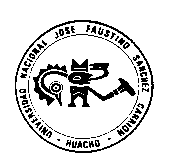 UNIVERSIDAD NACIONAL JOSE FAUSTINO SANCHEZ CARRION
- HUACHO -